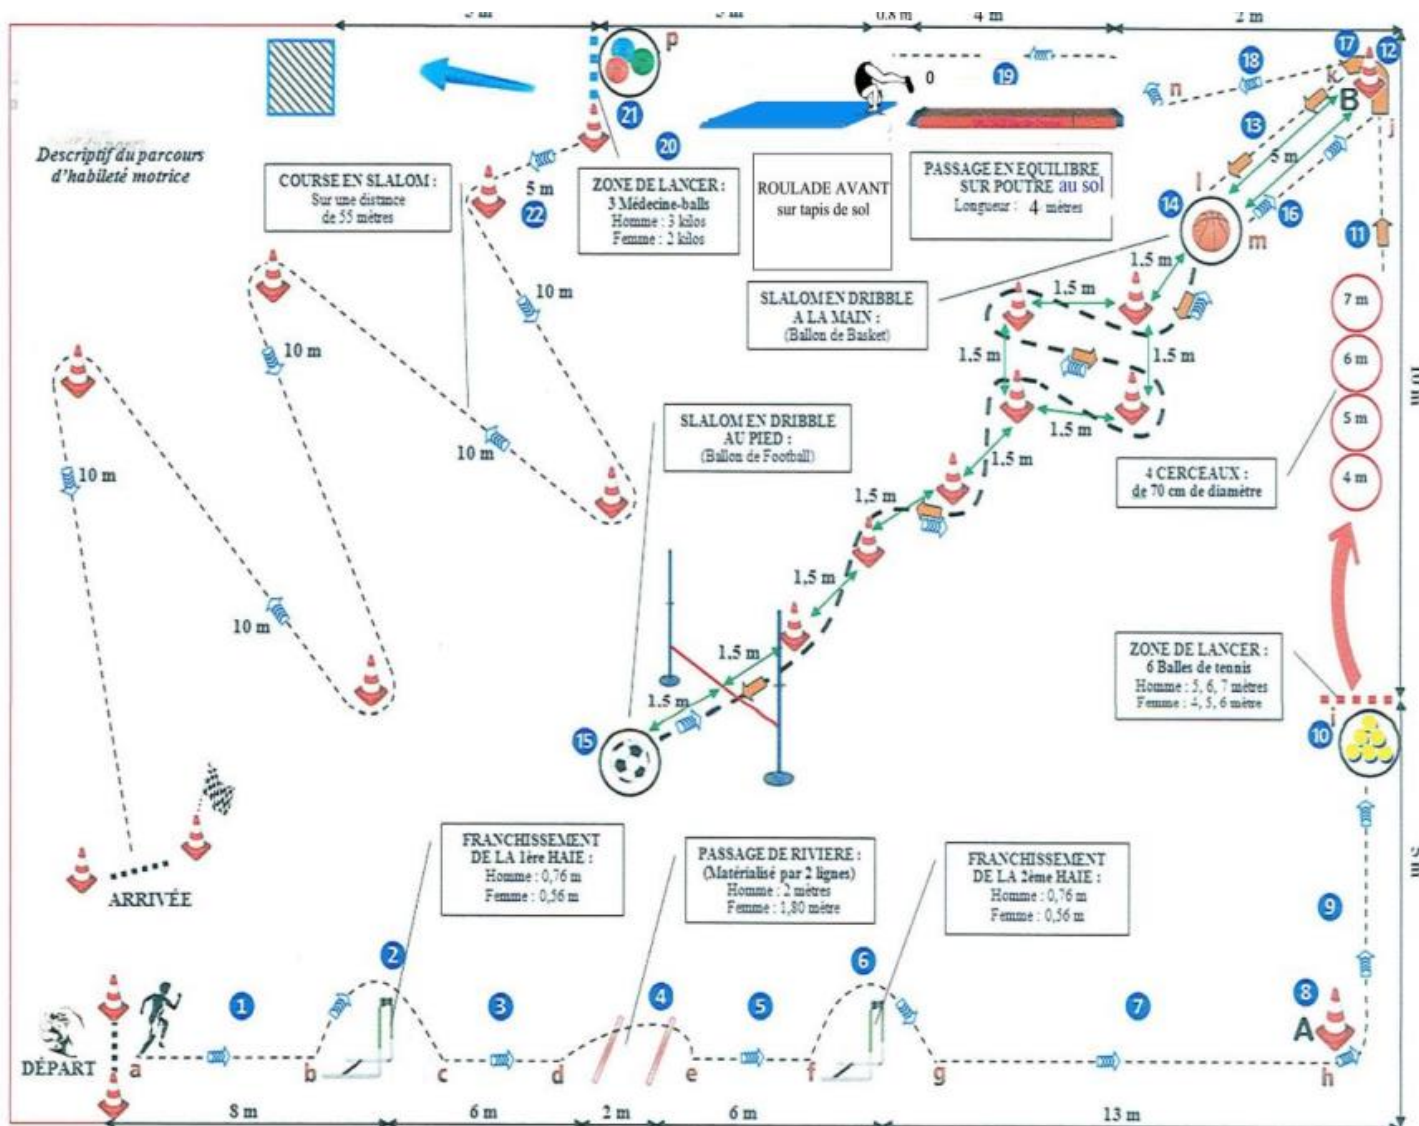 5 m
0.8 m
4 m
2 m
p
17
12
18
k
19
n
B
0
j
21
13
20
5 m
Descriptif du parcours
d'habileté motrice
COURSE EN SLALOM :
Sur une distance
de 55 mètres
5 m
22
ZONE DE LANCER :
3 Médecine-balls
Homme : 3 kilos
Femme : 2 kilos
ROULADE AVANT
sur tapis de sol
PASSAGE EN EQUILIBRE
SUR POUTRE au sol
Longueur : 4 mètres
l
14
16
11
m
1.5 m
10 m
SLALOM EN DRIBBLE
A LA MAIN :
(Ballon de Basket)
1.5 m
7 m
10 m
1.5 m
1.5 m
6 m
10 m
SLALOM EN DRIBBLE
AU PIED :
(Ballon de Football)
1.5 m
5 m
10 m
10 m
1.5 m
4 CERCEAUX :
de 70 cm de diamètre
4 m
1,5 m
1,5 m
10 m
1,5 m
1,5 m
ZONE DE LANCER :
6 Balles de tennis
Homme : 5, 6, 7 mètres
Femme : 4, 5, 6 mètre
i
15
10
FRANCHISSEMENT
DE LA 1ère HAIE :
Homme : 0,76 m
Femme : 0,56 m
PASSAGE DE RIVIERE :
(Matérialisé par 2 lignes)
Homme : 2 mètres
Femme : 1,80 mètre
FRANCHISSEMENT
DE LA 2ème HAIE :
Homme : 0,76 m
Femme : 0,56 m
ARRIVÉE
9
2
6
1
3
4
5
7
8
A
DÉPART
a
b
c
d
e
f
g
h
8 m
6 m
2 m
6 m
13 m